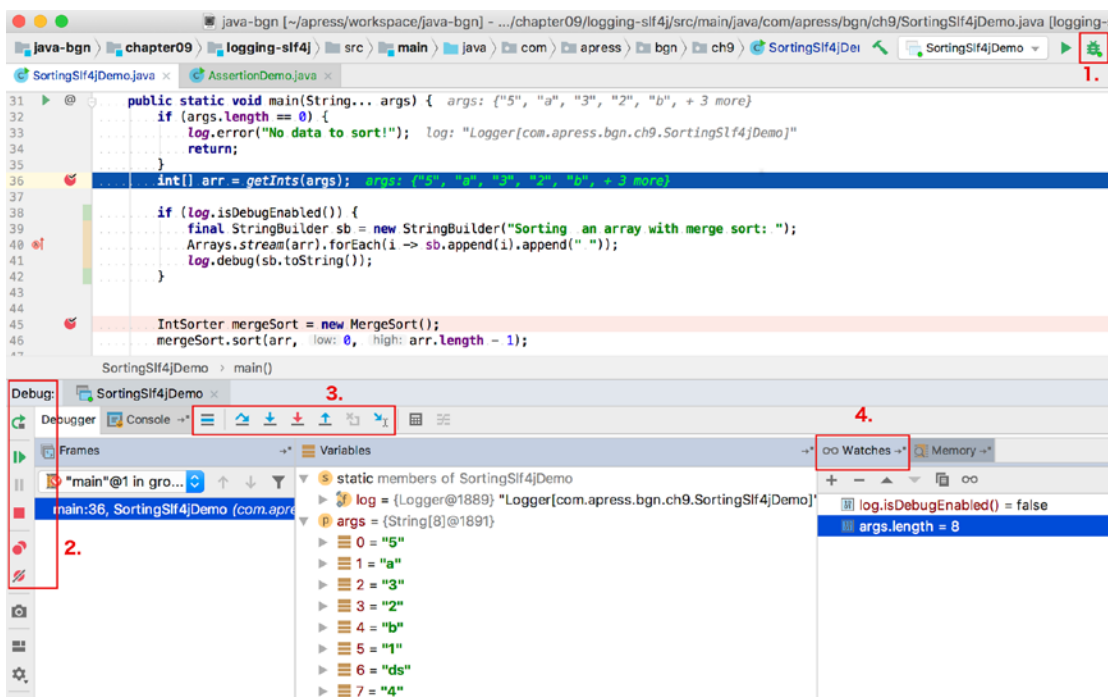 java-bgn [~/apress/workspace/java-bgn] - .../chapter09/logging-slf4j/src/main/java/com/apress/bgn/ch9/SortingSlf4jDemo.java [logging-
java-bgn chapter09 logging-slf4j src main java com apress bgn ch9 SortingSlf4jDe SortingSlf4jDemo
1.
SortingSlf4jDemo.java × AssertionDemo.java ×
31 @ public static void main(String... args) { args: {"5", "a", "3", "2", "b", + 3 more}
32 if (args.length == 0) {
33 log.error("No data to sort!"); log: "Logger[com.apress.bgn.ch9.SortingSlf4jDemo]"
34 return;
35 }
36 int[] arr = getInts(args); args: {"5", "a", "3", "2", "b", + 3 more}
37
38 if (log.isDebugEnabled()) {
39 final StringBuilder sb = new StringBuilder("Sorting  an array with merge sort: ");
40 Arrays.stream(arr).forEach(i -> sb.append(i).append(" "));
41 log.debug(sb.toString());
42 }
43
44
45 IntSorter mergeSort = new MergeSort();
46 mergeSort.sort(arr, low: 0, high: arr.length - 1);
47
SortingSlf4jDemo > main()
Debug: SortingSlf4jDemo ×
3.
4.
Debugger Console
Frames
Variables
Watches Memory
"main"@1 in gro...
main:36, SortingSlf4jDemo (com.apre
2.
static members of SortingSlf4jDemo
log = {Logger@1889} "Logger[com.apress.bgn.ch9.SortingSlf4jDemo]"
args = {String[8]@1891}
0 = "5"
1 = "a"
2 = "3"
3 = "2"
4 = "b"
5 = "1"
6 = "ds"
7 = "4"
log.isDebugEnabled() = false
args.length = 8